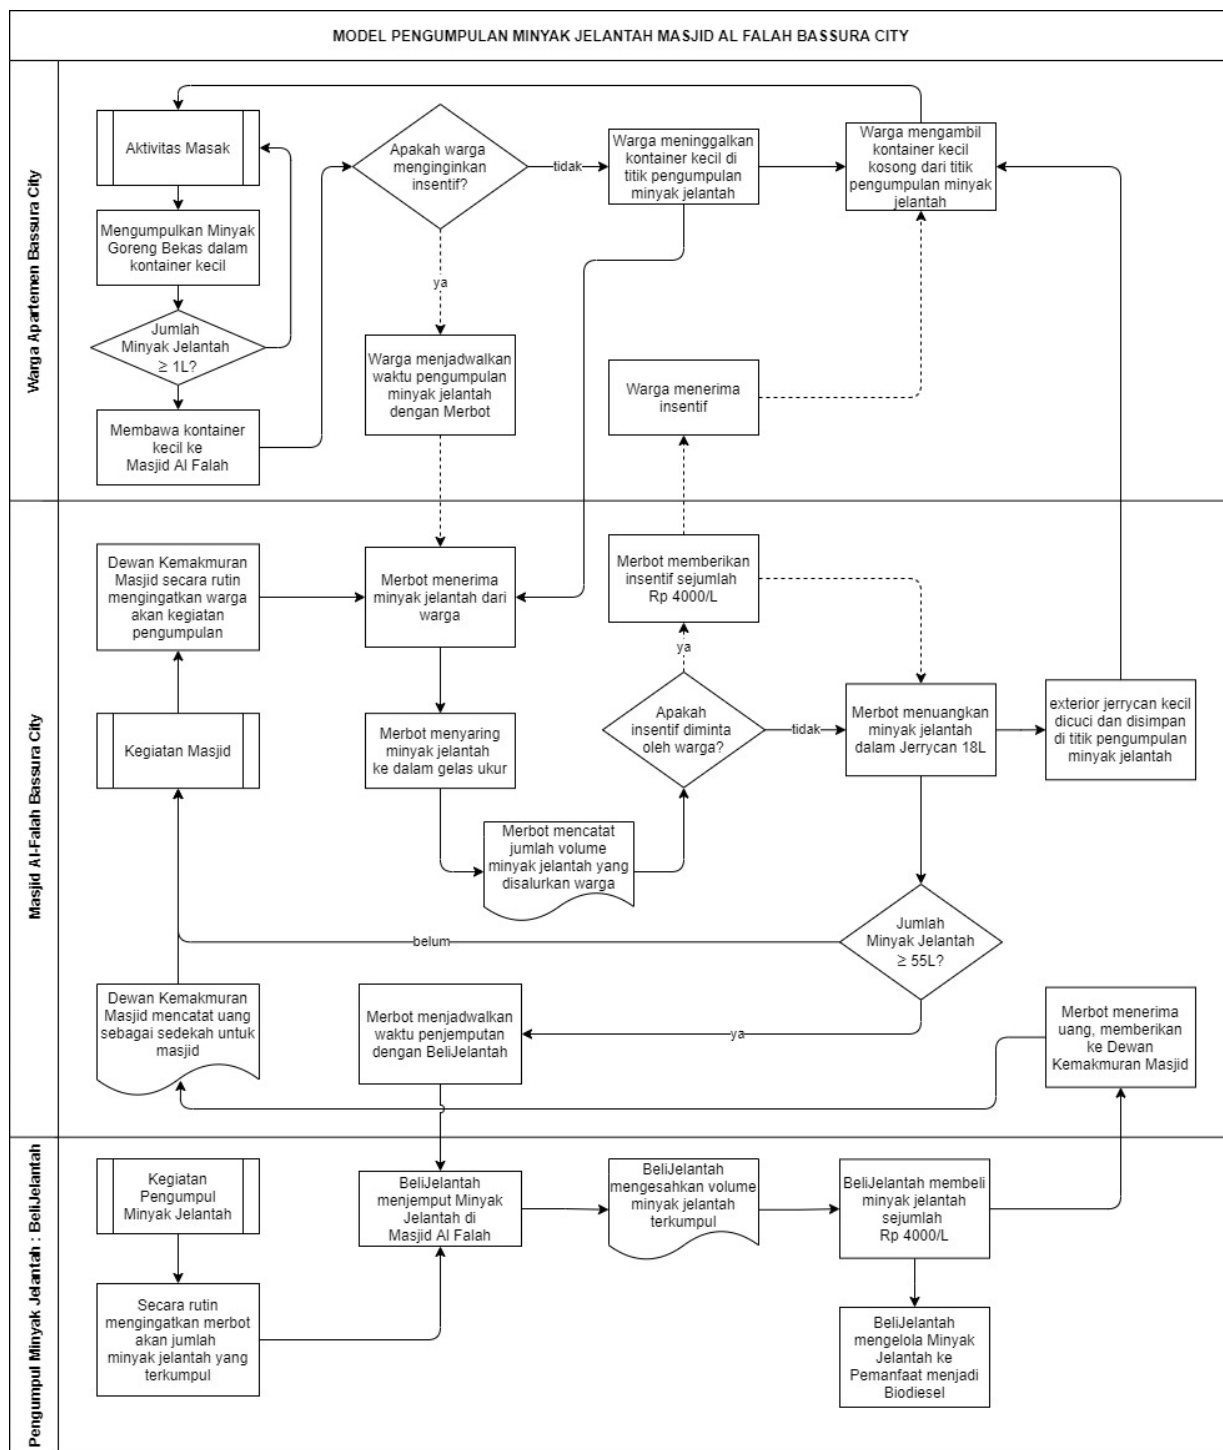 MODEL PENGUMPULAN MINYAK JELANTAH MASJID AL FALAH BASSURA CITY
Warga Apartemen Bassura City
Aktivitas Masak
Mengumpulkan Minyak
Goreng Bekas dalam
kontainer kecil
Jumlah
Minyak Jelantah
≥ 1L?
Membawa kontainer
kecil ke
Masjid Al Falah
Apakah warga
menginginkan
insentif?
tidak
ya
Warga menjadwalkan
waktu pengumpulan
minyak jelantah
dengan Merbot
Warga meninggalkan
kontainer kecil di
titik pengumpulan
minyak jelantah
Warga mengambil
kontainer kecil
kosong dari titik
pengumpulan minyak
jelantah
Warga menerima
insentif
Masjid Al-Falah Bassura City
Dewan Kemakmuran
Masjid secara rutin
mengingatkan warga
akan kegiatan
pengumpulan
Kegiatan Masjid
Merbot menerima
minyak jelantah dari
warga
Merbot menyaring
minyak jelantah
ke dalam gelas ukur
Merbot mencatat
jumlah volume
minyak jelantah yang
disalurkan warga
Merbot memberikan
insentif sejumlah
Rp 4000/L
ya
Apakah
insentif diminta
oleh warga?
tidak
Merbot menuangkan
minyak jelantah
dalam Jerrycan 18L
exterior jerrycan kecil
dicuci dan disimpan
di titik pengumpulan
minyak jelantah
Jumlah
Minyak Jelantah
≥ 55L?
belum
ya
Dewan Kemakmuran
Masjid mencatat uang
sebagai sedekah untuk
masjid
Merbot menjadwalkan
waktu penjemputan
dengan BeliJelantah
Merbot menerima
uang, memberikan
ke Dewan
Kemakmuran Masjid
Pengumpul Minyak Jelantah : BeliJelantah
Kegiatan
Pengumpul
Minyak Jelantah
Secara rutin
mengingatkan merbot
akan jumlah
minyak jelantah yang
terkumpul
BeliJelantah
menjemput Minyak
Jelantah di
Masjid Al Falah
BeliJelantah
mengesahkan volume
minyak jelantah
terkumpul
BeliJelantah membeli
minyak jelantah
sejumlah
Rp 4000/L
BeliJelantah
mengelola Minyak
Jelantah ke
Pemanfaat menjadi
Biodiesel